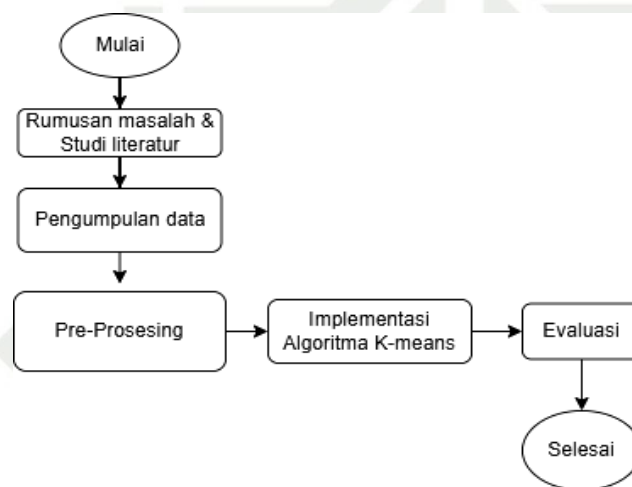 Mulai
Rumusan masalah &
Studi literatur
Pengumpulan data
Pre-Prosesing
Implementasi
Algoritma K-means
Evaluasi
Selesai